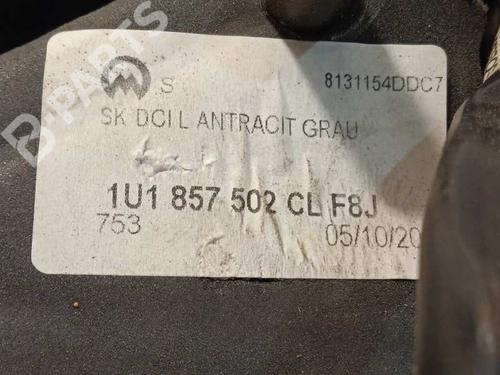 B-PARTS
S 8131154DDC7
SK DCI L ANTRACIT GRAU
1U1 857 502 CL F8J
753 05/10/20